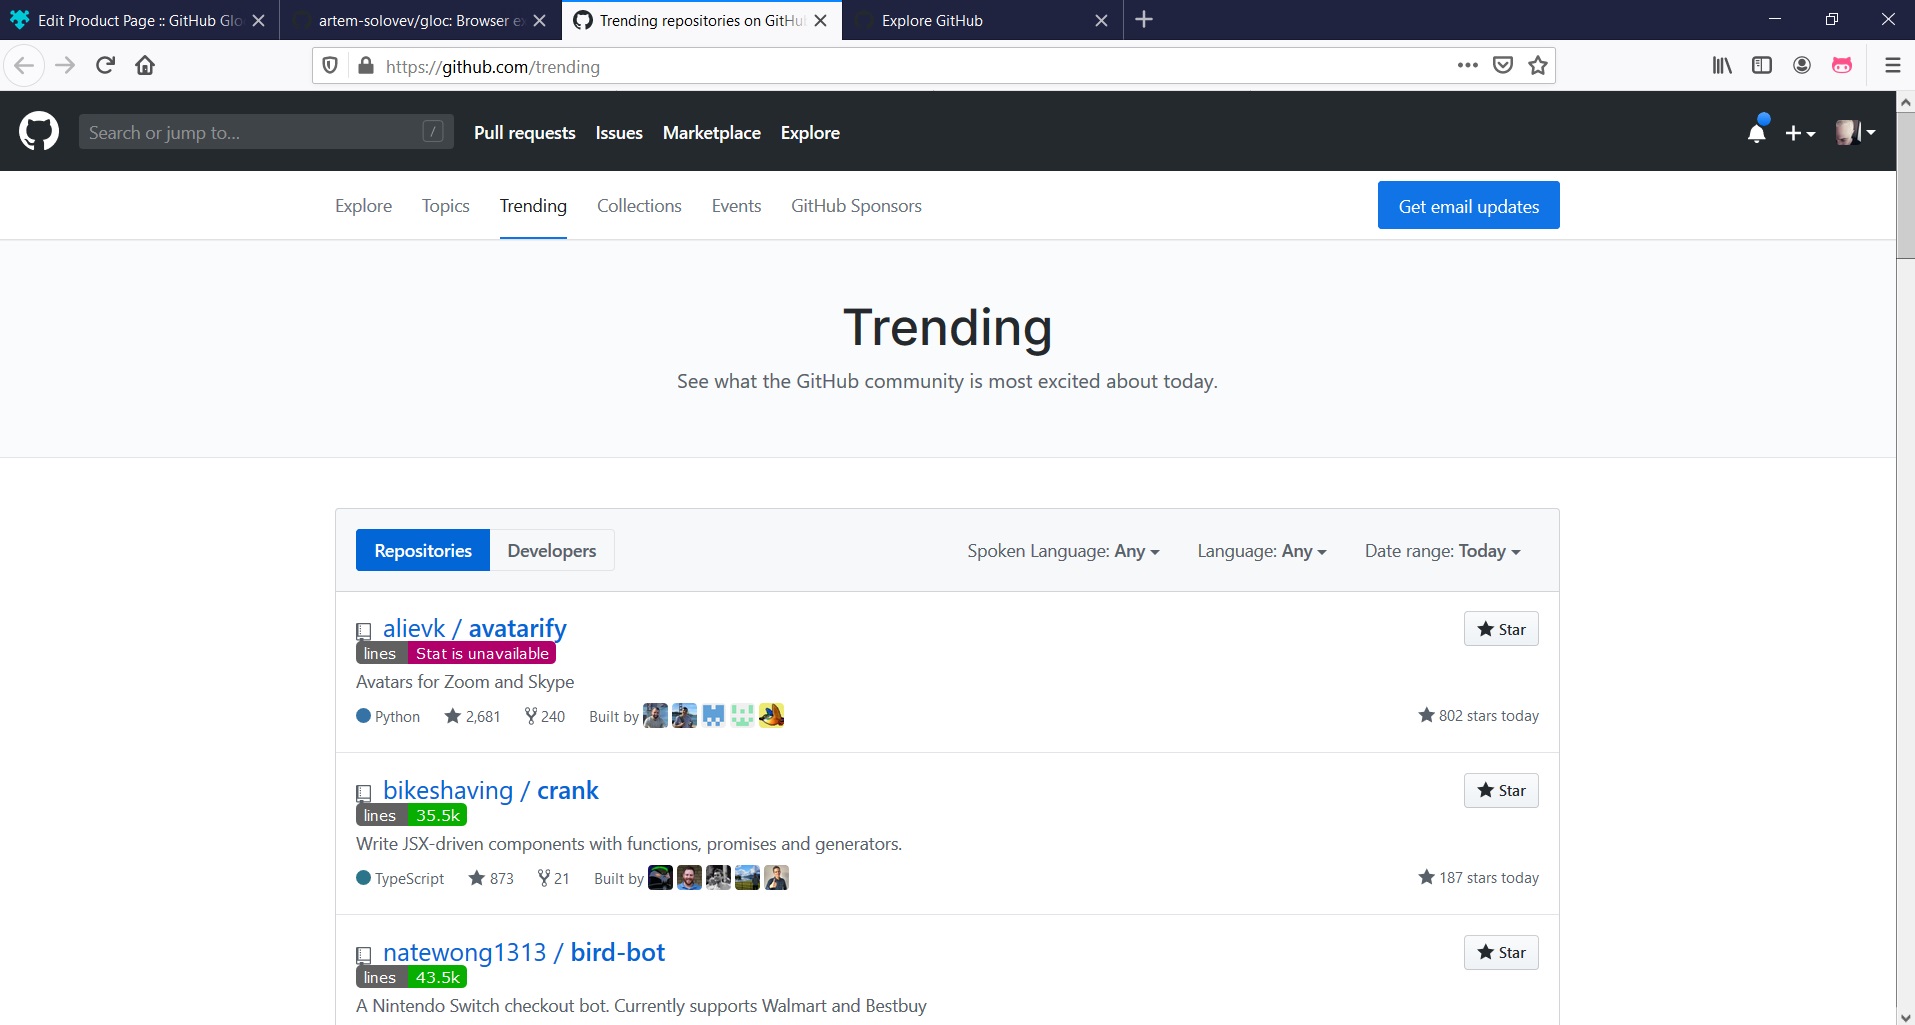 Edit Product Page :: GitHub Glo
artem-solovev/gloc: Browser e
Trending repositories on GitHu
Explore GitHub
https://github.com/trending
Search or jump to...
/
Pull requests
Issues
Marketplace
Explore
Explore
Topics
Trending
Collections
Events
GitHub Sponsors
Get email updates
Trending
See what the GitHub community is most excited about today.
Repositories
Developers
Spoken Language: Any
Language: Any
Date range: Today
alievk / avatarify
Star
lines Stat is unavailable
Avatars for Zoom and Skype
Python 2,681 240 Built by
802 stars today
bikeshaving / crank
Star
lines 35.5k
Write JSX-driven components with functions, promises and generators.
TypeScript 873 21 Built by
187 stars today
natewong1313 / bird-bot
Star
lines 43.5k
A Nintendo Switch checkout bot. Currently supports Walmart and Bestbuy